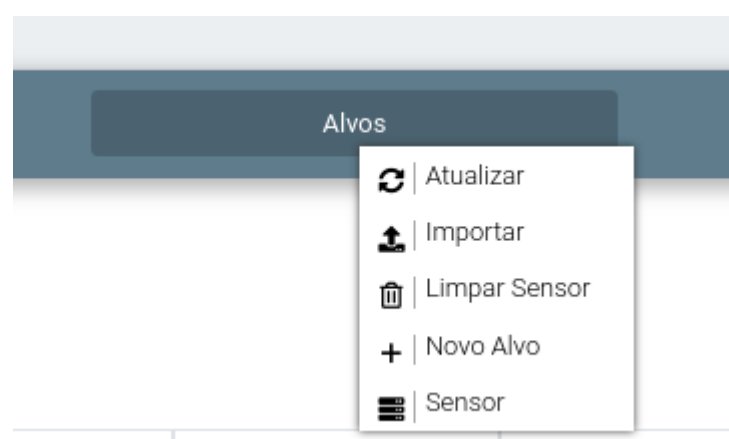 Alvos
Atualizar
Importar
Limpar Sensor
Novo Alvo
Sensor